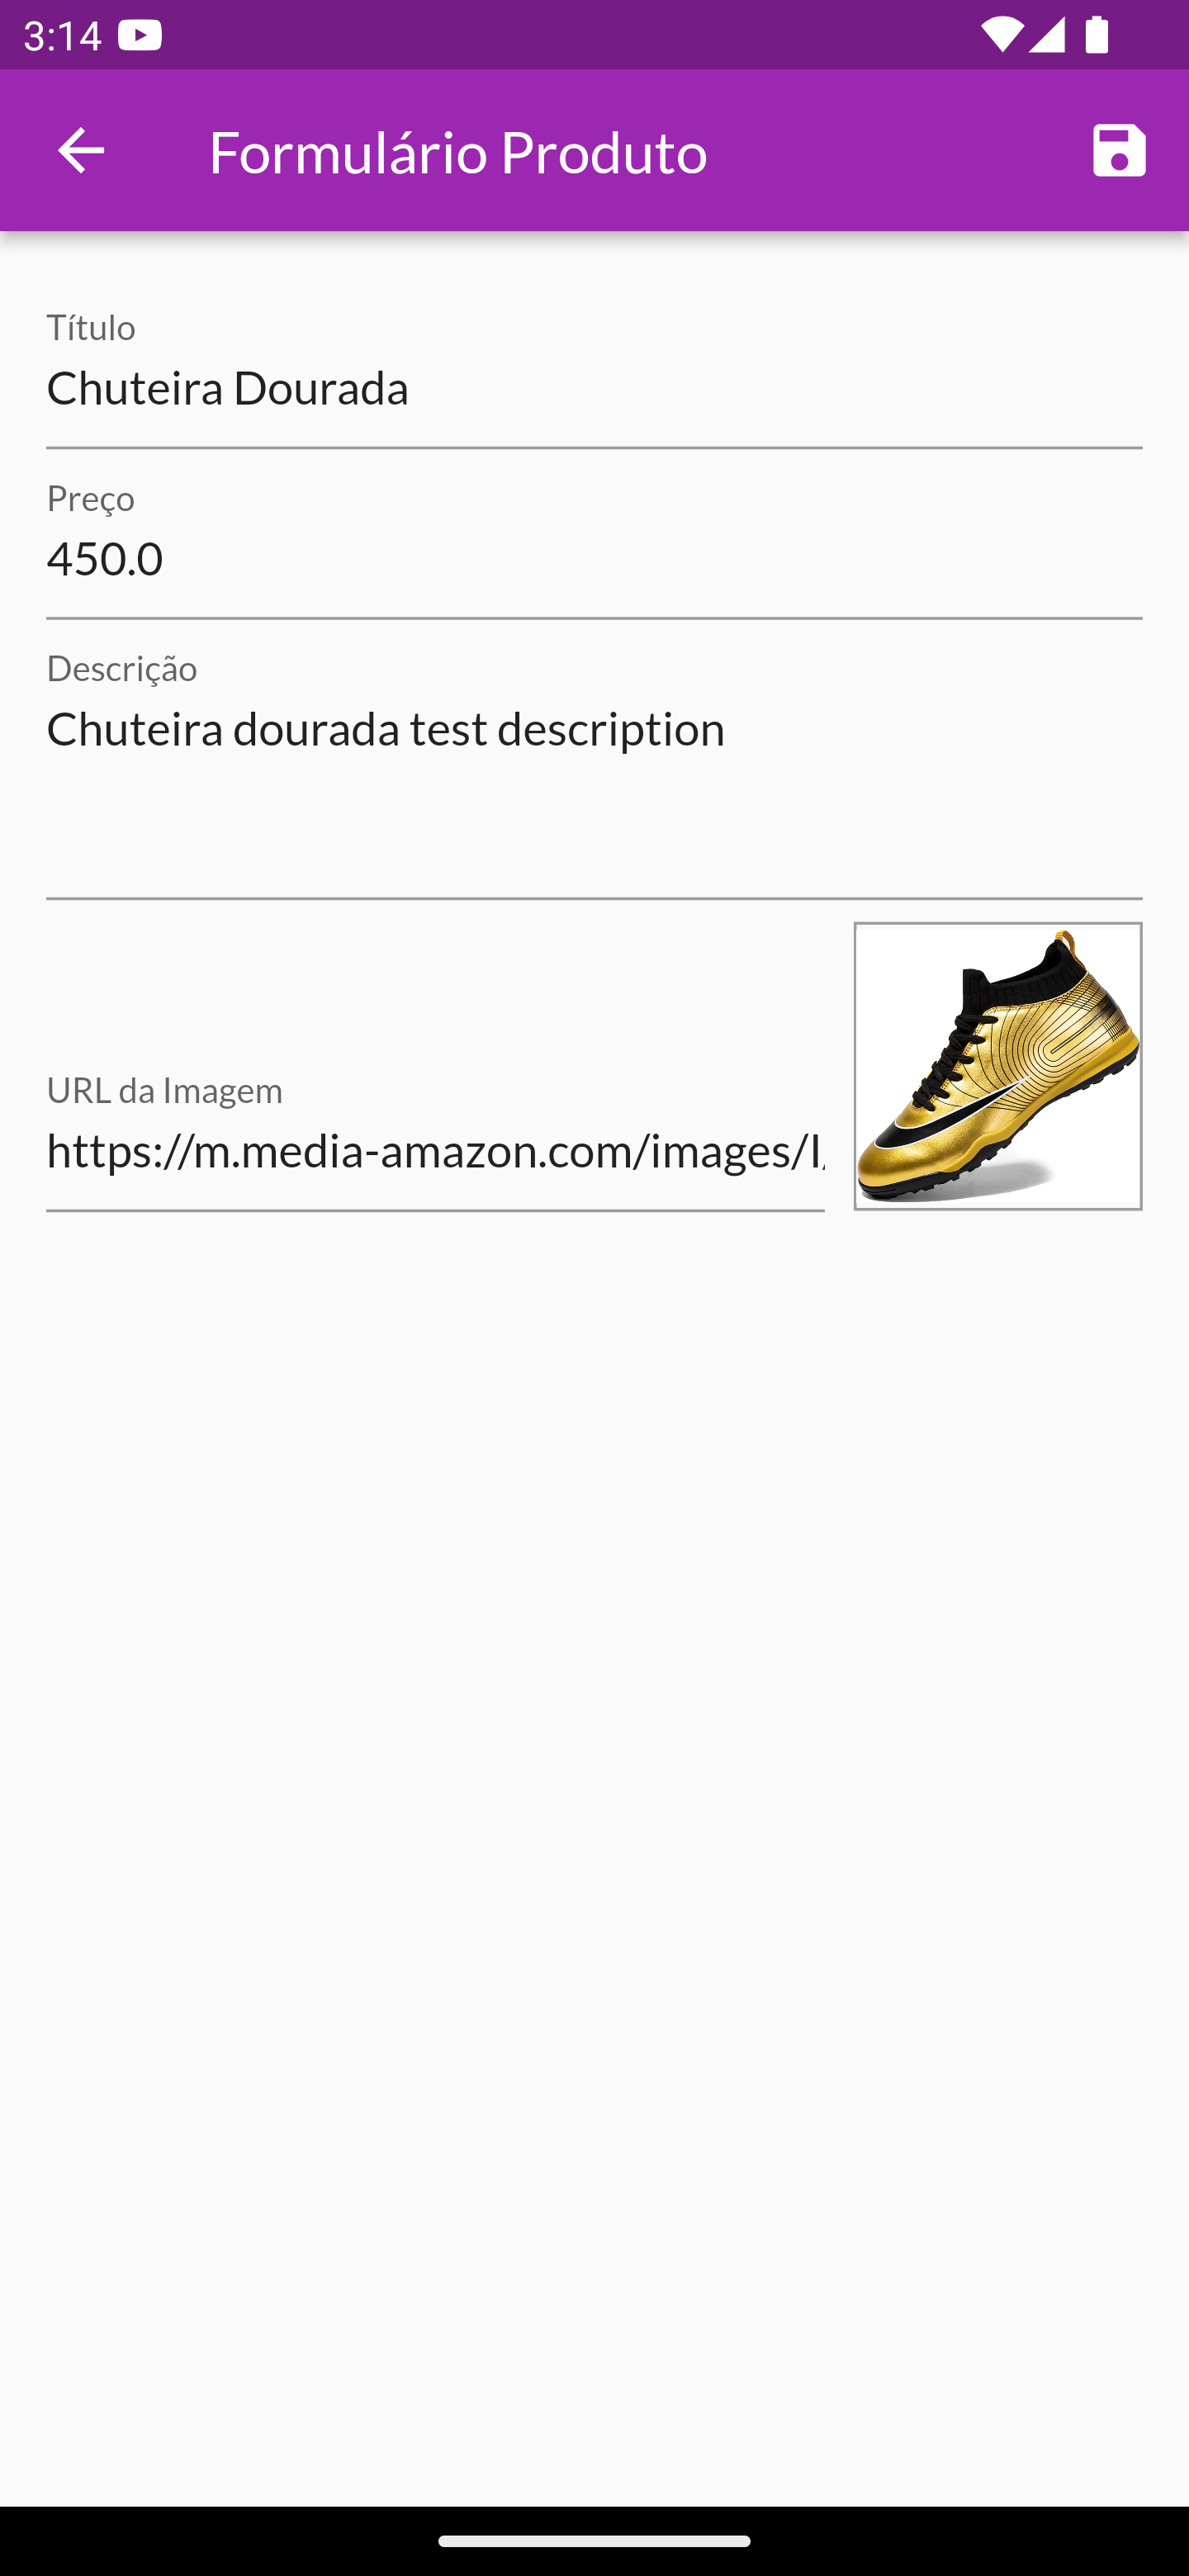 3:14
Formulário Produto
Título
Chuteira Dourada
Preço
450.0
Descrição
Chuteira dourada test description
URL da Imagem
https://m.media-amazon.com/images/I/